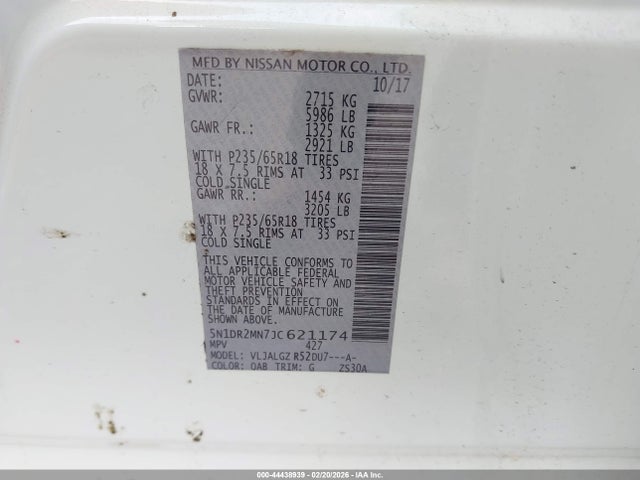 MFD BY NISSAN MOTOR CO., LTD.
DATE: 10/17
GVWR: 2715 KG
5986 LB
GAWR FR.: 1325 KG
2921 LB
WITH P235/65R18 TIRES
18 X 7.5 RIMS AT 33 PSI
COLD SINGLE
GAWR RR.: 1454 KG
3205 LB
WITH P235/65R18 TIRES
18 X 7.5 RIMS AT 33 PSI
COLD SINGLE
THIS VEHICLE CONFORMS TO
ALL APPLICABLE FEDERAL
MOTOR VEHICLE SAFETY AND
THEFT PREVENTION
STANDARDS IN EFFECT ON
THE DATE OF MANUFACTURE
SHOWN ABOVE.
5N1DR2MN7JC621174
MPV 427
MODEL: VLJALGZ R52DU7---A-
COLOR: QAB TRIM: G ZS30A
000-44438939 - 02/20/2026 - IAA Inc.